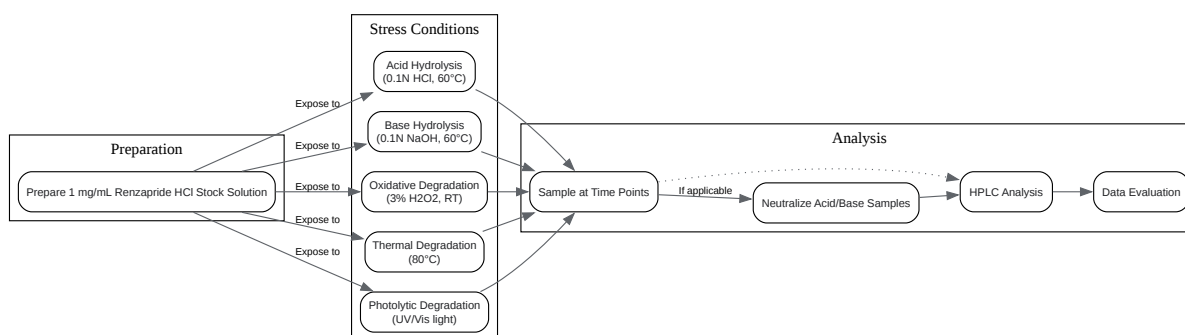 Stress Conditions
Acid Hydrolysis
(0.1N HCl, 60°C)
Expose to
Base Hydrolysis
(0.1N NaOH, 60°C)
Expose to
Analysis
Preparation
Prepare 1 mg/mL Renzapride HCl Stock Solution
Expose to
Oxidative Degradation
(3% H2O2, RT)
Sample at Time Points
If applicable
Neutralize Acid/Base Samples
HPLC Analysis
Data Evaluation
Expose to
Thermal Degradation
(80°C)
Expose to
Photolytic Degradation
(UV/Vis light)